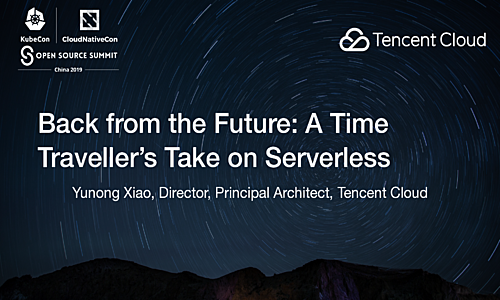 KubeCon
CloudNativeCon
OPEN SOURCE SUMMIT
China 2019
Tencent Cloud
Back from the Future: A Time
Traveller's Take on Serverless
Yunong Xiao, Director, Principal Architect, Tencent Cloud